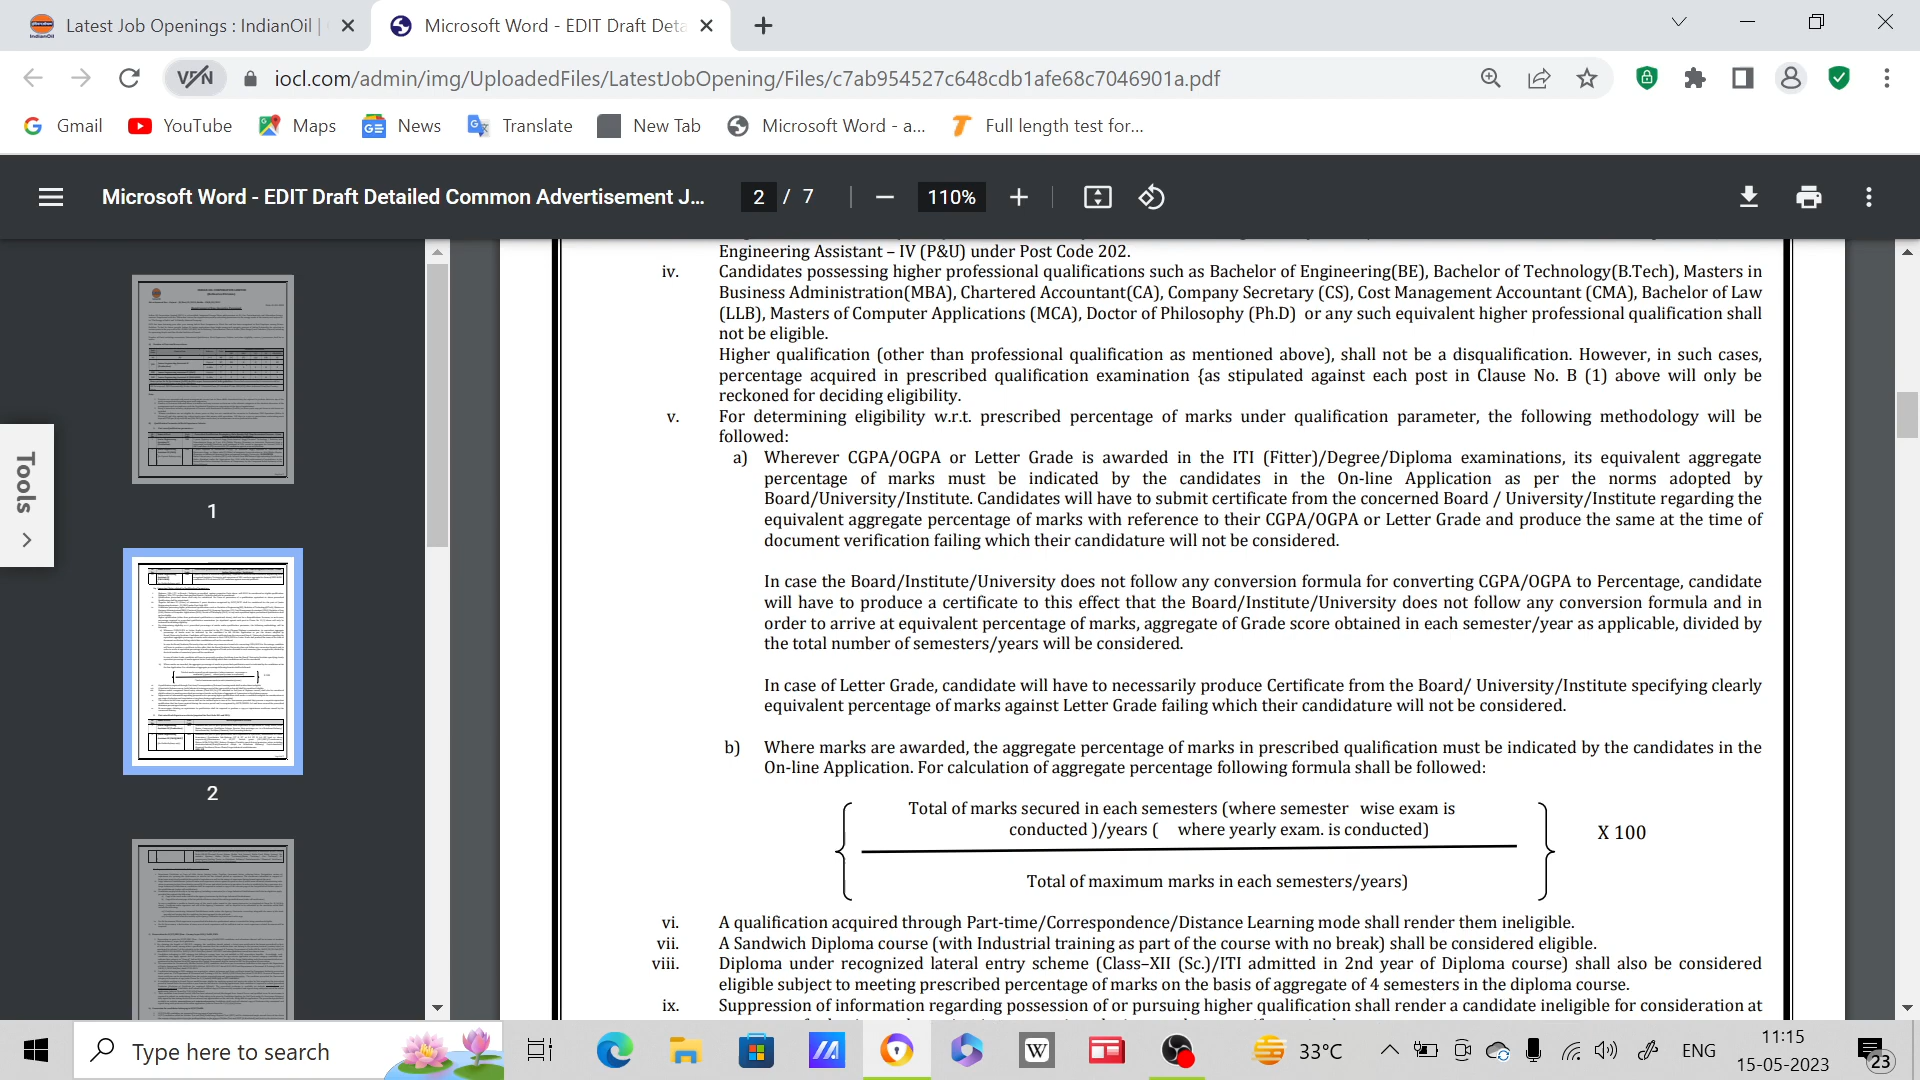 Latest Job Openings : IndianOil |
Microsoft Word - EDIT Draft Deta
VPN
iocl.com/admin/img/UploadedFiles/LatestJobOpening/Files/c7ab954527c648cdb1afe68c7046901a.pdf
Gmail
YouTube
Maps
News
Translate
New Tab
Microsoft Word - a...
Full length test for...
Microsoft Word - EDIT Draft Detailed Common Advertisement J...
2 / 7
110%
Tools
1
2
Engineering Assistant – IV (P&U) under Post Code 202.
iv. Candidates possessing higher professional qualifications such as Bachelor of Engineering(BE), Bachelor of Technology(B.Tech), Masters in
Business Administration(MBA), Chartered Accountant(CA), Company Secretary (CS), Cost Management Accountant (CMA), Bachelor of Law
(LLB), Masters of Computer Applications (MCA), Doctor of Philosophy (Ph.D) or any such equivalent higher professional qualification shall
not be eligible.
Higher qualification (other than professional qualification as mentioned above), shall not be a disqualification. However, in such cases,
percentage acquired in prescribed qualification examination {as stipulated against each post in Clause No. B (1) above will only be
reckoned for deciding eligibility.
v. For determining eligibility w.r.t. prescribed percentage of marks under qualification parameter, the following methodology will be
followed:
a) Wherever CGPA/OGPA or Letter Grade is awarded in the ITI (Fitter)/Degree/Diploma examinations, its equivalent aggregate
percentage of marks must be indicated by the candidates in the On-line Application as per the norms adopted by
Board/University/Institute. Candidates will have to submit certificate from the concerned Board / University/Institute regarding the
equivalent aggregate percentage of marks with reference to their CGPA/OGPA or Letter Grade and produce the same at the time of
document verification failing which their candidature will not be considered.
In case the Board/Institute/University does not follow any conversion formula for converting CGPA/OGPA to Percentage, candidate
will have to produce a certificate to this effect that the Board/Institute/University does not follow any conversion formula and in
order to arrive at equivalent percentage of marks, aggregate of Grade score obtained in each semester/year as applicable, divided by
the total number of semesters/years will be considered.
In case of Letter Grade, candidate will have to necessarily produce Certificate from the Board/ University/Institute specifying clearly
equivalent percentage of marks against Letter Grade failing which their candidature will not be considered.
b) Where marks are awarded, the aggregate percentage of marks in prescribed qualification must be indicated by the candidates in the
On-line Application. For calculation of aggregate percentage following formula shall be followed:
Total of marks secured in each semesters (where semester wise exam is
conducted )/years ( where yearly exam. is conducted)
X 100
Total of maximum marks in each semesters/years)
vi. A qualification acquired through Part-time/Correspondence/Distance Learning mode shall render them ineligible.
vii. A Sandwich Diploma course (with Industrial training as part of the course with no break) shall be considered eligible.
viii. Diploma under recognized lateral entry scheme (Class–XII (Sc.)/ITI admitted in 2nd year of Diploma course) shall also be considered
eligible subject to meeting prescribed percentage of marks on the basis of aggregate of 4 semesters in the diploma course.
ix. Suppression of information regarding possession of or pursuing higher qualification shall render a candidate ineligible for consideration at
Type here to search
33°C
ENG
11:15
15-05-2023
23